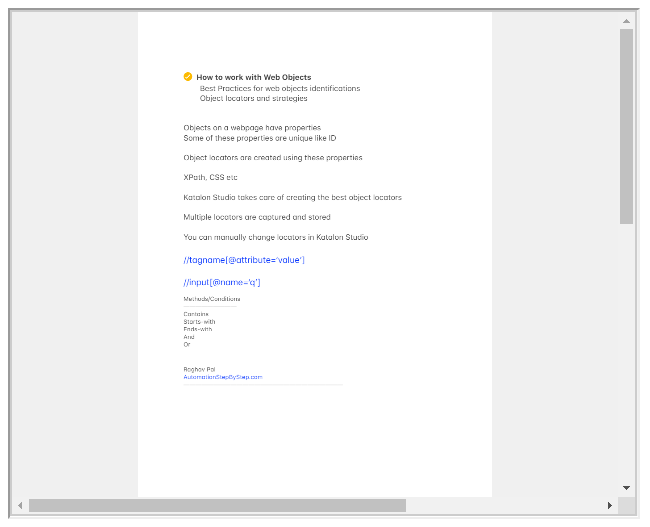 How to work with Web Objects
Best Practices for web objects identifications
Object locators and strategies
Objects on a webpage have properties
Some of these properties are unique like ID
Object locators are created using these properties
XPath, CSS etc
Katalon Studio takes care of creating the best object locators
Multiple locators are captured and stored
You can manually change locators in Katalon Studio
//tagname[@attribute='value']
//input[@name='q']
Methods/Conditions
Contains
Starts-with
Ends-with
And
Or
Raghav Pal
AutomationStepByStep.com